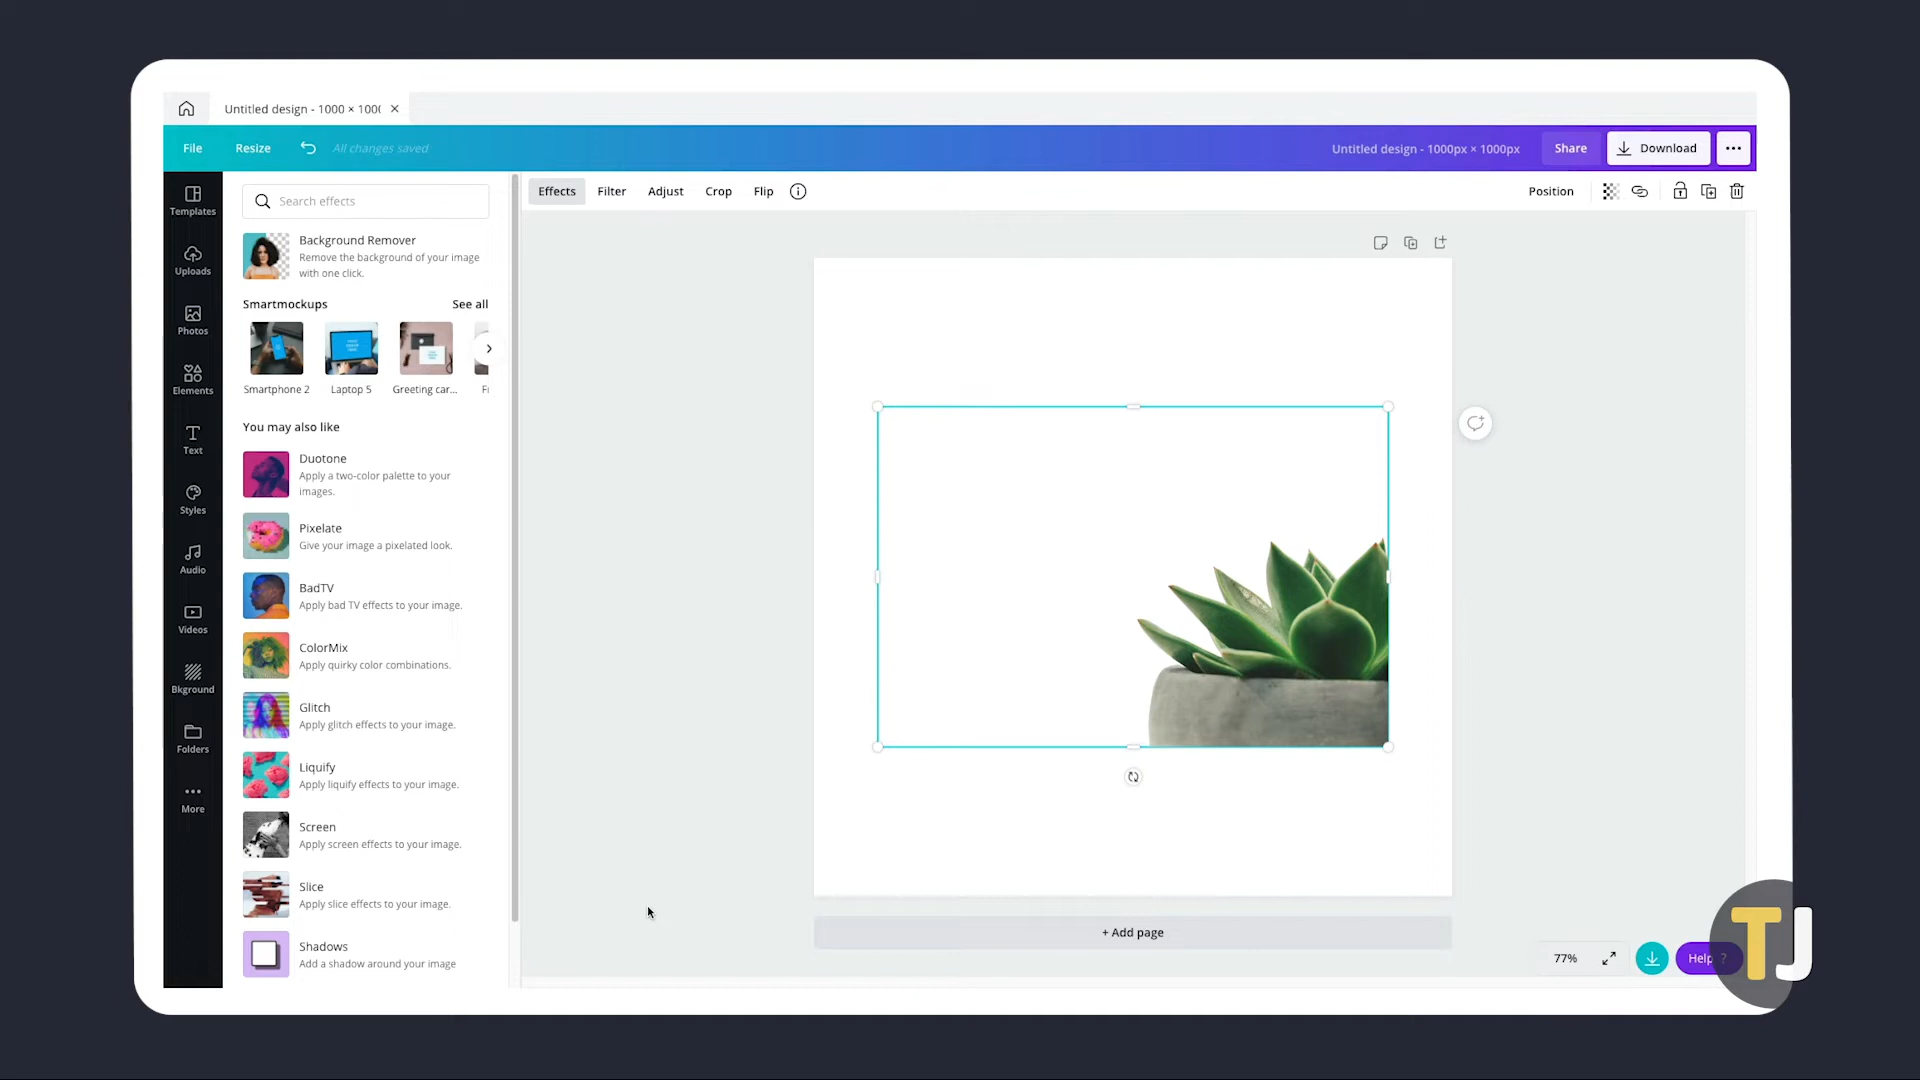 Untitled design - 1000 × 100
File
Resize
All changes saved
Untitled design - 1000px × 1000px
Share
Download
Templates
Uploads
Photos
Elements
Text
Styles
Audio
Videos
Bkground
Folders
More
Search effects
Background Remover
Remove the background of your image
with one click.
Smartmockups
See all
Smartphone 2
Laptop 5
Greeting car...
You may also like
Duotone
Apply a two-color palette to your
images.
Pixelate
Give your image a pixelated look.
BadTV
Apply bad TV effects to your image.
ColorMix
Apply quirky color combinations.
Glitch
Apply glitch effects to your image.
Liquify
Apply liquify effects to your image.
Screen
Apply screen effects to your image.
Slice
Apply slice effects to your image.
Shadows
Add a shadow around your image
Effects
Filter
Adjust
Crop
Flip
Position
+ Add page
77%
Help ?
TJ